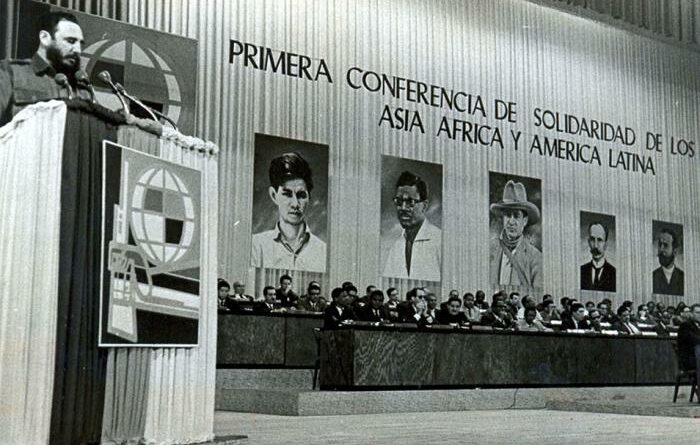 PRIMERA CONFERENCIA DE SOLIDARIDAD DE LOS
ASIA AFRICA Y AMERICA LATINA